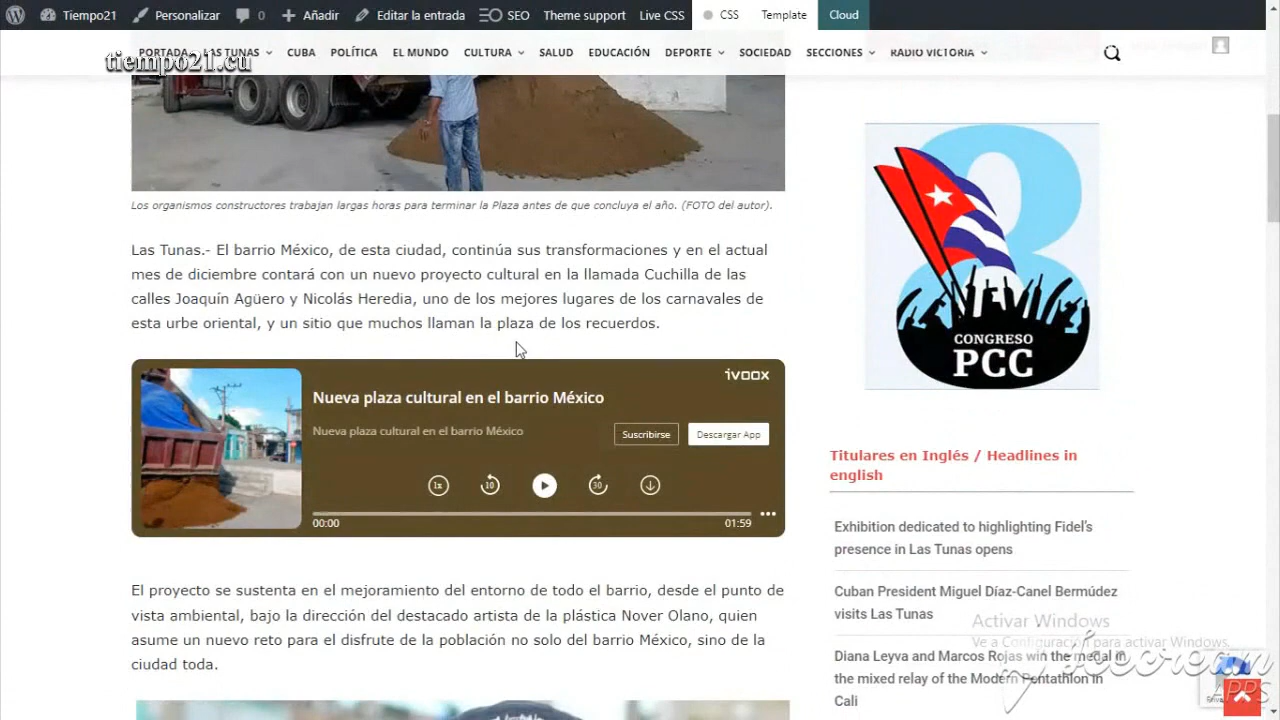 Tiempo21 Personalizar 0 Añadir Editar la entrada SEO Theme support Live CSS CSS Template Cloud
tiempo21.cu
PORTADA LAS TUNAS CUBA POLÍTICA EL MUNDO CULTURA SALUD EDUCACIÓN DEPORTE SOCIEDAD SECCIONES RADIO VICTORIA
Los organismos constructores trabajan largas horas para terminar la Plaza antes de que concluya el año. (FOTO del autor).
Las Tunas.- El barrio México, de esta ciudad, continúa sus transformaciones y en el actual
mes de diciembre contará con un nuevo proyecto cultural en la llamada Cuchilla de las
calles Joaquín Agüero y Nicolás Heredia, uno de los mejores lugares de los carnavales de
esta urbe oriental, y un sitio que muchos llaman la plaza de los recuerdos.
ivoox
Nueva plaza cultural en el barrio México
Nueva plaza cultural en el barrio México
Suscribirse Descargar App
1x 10 30
00:00 01:59
El proyecto se sustenta en el mejoramiento del entorno de todo el barrio, desde el punto de
vista ambiental, bajo la dirección del destacado artista de la plástica Nover Olano, quien
asume un nuevo reto para el disfrute de la población no solo del barrio México, sino de la
ciudad toda.
8
CONGRESO
PCC
Titulares en Inglés / Headlines in
english
Exhibition dedicated to highlighting Fidel's
presence in Las Tunas opens
Cuban President Miguel Díaz-Canel Bermúdez
visits Las Tunas
Diana Leyva and Marcos Rojas win the medal in
the mixed relay of the Modern Pentathlon in
Cali
Activar Windows
Ve a Configuración para activar Windows.
Icecream
APPS